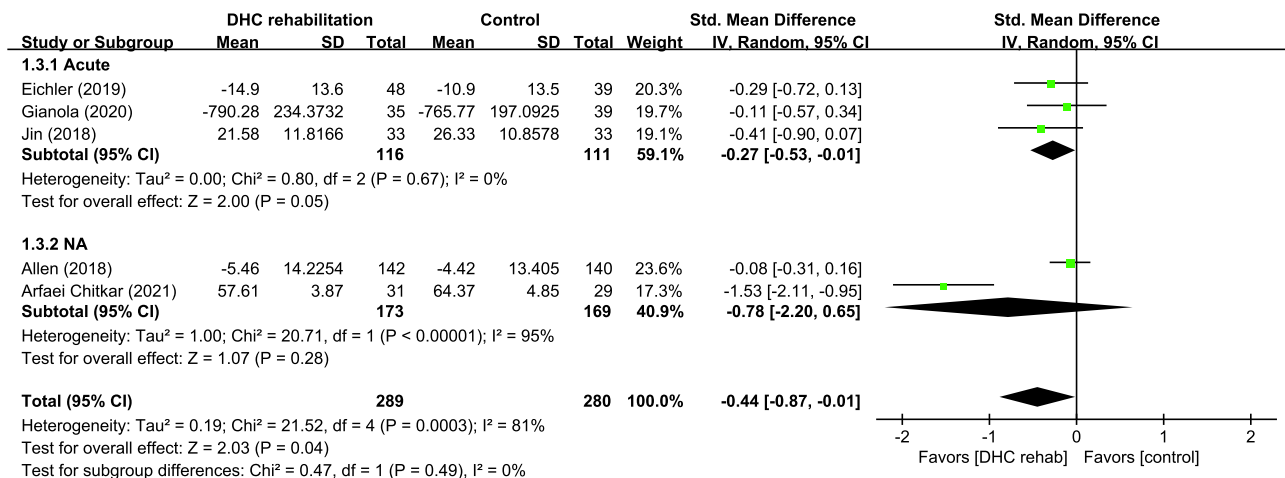 DHC rehabilitation Control Std. Mean Difference Std. Mean Difference
Study or Subgroup Mean SD Total Mean SD Total Weight IV, Random, 95% CI IV, Random, 95% CI
1.3.1 Acute
Eichler (2019) -14.9 13.6 48 -10.9 13.5 39 20.3% -0.29 [-0.72, 0.13]
Gianola (2020) -790.28 234.3732 35 -765.77 197.0925 39 19.7% -0.11 [-0.57, 0.34]
Jin (2018) 21.58 11.8166 33 26.33 10.8578 33 19.1% -0.41 [-0.90, 0.07]
Subtotal (95% CI) 116 111 59.1% -0.27 [-0.53, -0.01]
Heterogeneity: Tau² = 0.00; Chi² = 0.80, df = 2 (P = 0.67); I² = 0%
Test for overall effect: Z = 2.00 (P = 0.05)
1.3.2 NA
Allen (2018) -5.46 14.2254 142 -4.42 13.405 140 23.6% -0.08 [-0.31, 0.16]
Arfaei Chitkar (2021) 57.61 3.87 31 64.37 4.85 29 17.3% -1.53 [-2.11, -0.95]
Subtotal (95% CI) 173 169 40.9% -0.78 [-2.20, 0.65]
Heterogeneity: Tau² = 1.00; Chi² = 20.71, df = 1 (P < 0.00001); I² = 95%
Test for overall effect: Z = 1.07 (P = 0.28)
Total (95% CI) 289 280 100.0% -0.44 [-0.87, -0.01]
Heterogeneity: Tau² = 0.19; Chi² = 21.52, df = 4 (P = 0.0003); I² = 81%
Test for overall effect: Z = 2.03 (P = 0.04)
Test for subgroup differences: Chi² = 0.47, df = 1 (P = 0.49), I² = 0%
-2 -1 0 1 2
Favors [DHC rehab] Favors [control]